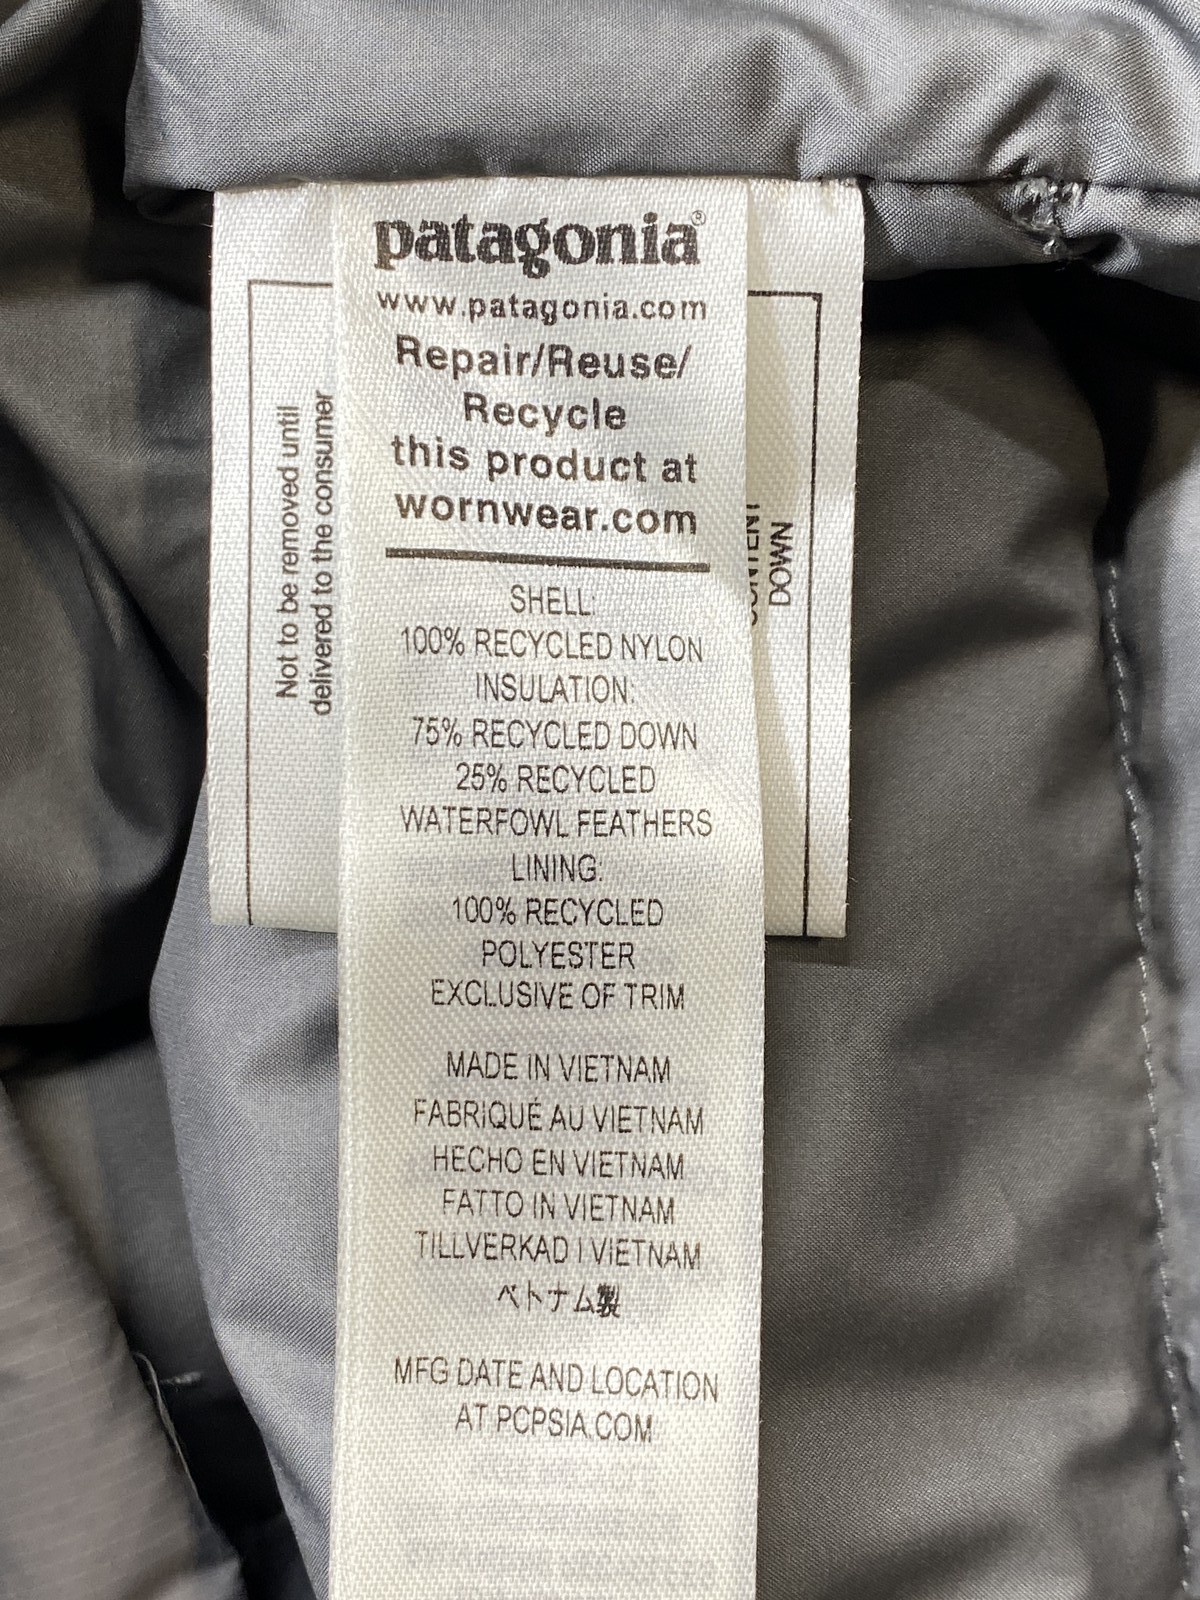 patagonia®
www.patagonia.com
Repair/Reuse/
Recycle
this product at
wornwear.com
SHELL:
100% RECYCLED NYLON
INSULATION:
75% RECYCLED DOWN
25% RECYCLED
WATERFOWL FEATHERS
LINING:
100% RECYCLED
POLYESTER
EXCLUSIVE OF TRIM
MADE IN VIETNAM
FABRIQUÉ AU VIETNAM
HECHO EN VIETNAM
FATTO IN VIETNAM
TILLVERKAD I VIETNAM
ベトナム製
MFG DATE AND LOCATION
AT PCPSIA.COM
Not to be removed until
delivered to the consumer
DOWN